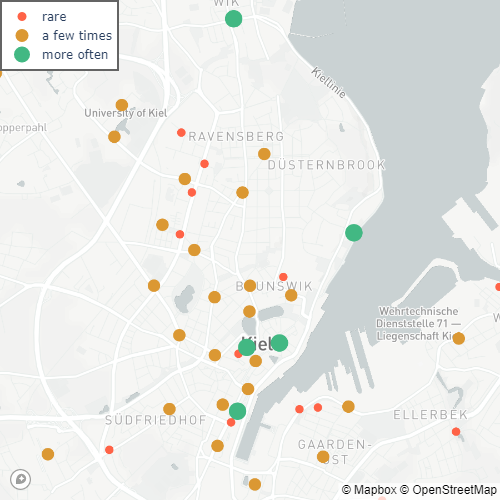 rare
a few times
more often
WIK
Kiellinie
University of Kiel
opperpahl
RAVENSBERG
DÜSTERNBROOK
BRUNSWIK
Wehrtechnische
Dienststelle 71 —
Liegenschaft Kie
W
Kiel
SÜDFRIEDHOF
ELLERBEK
GAARDEN-
OST
© Mapbox © OpenStreetMap